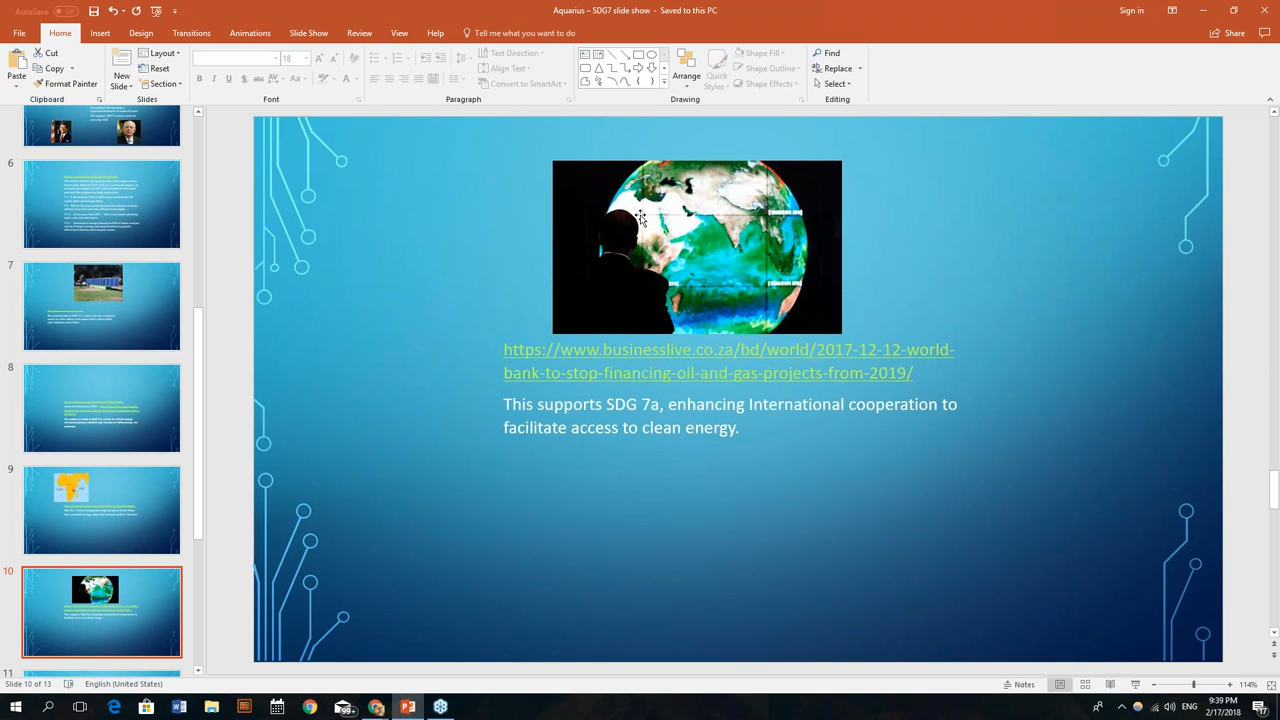 AutoSave
Off
Aquarius – SDG7 slide show - Saved to this PC
Sign in
File
Home
Insert
Design
Transitions
Animations
Slide Show
Review
View
Help
Tell me what you want to do
Share
Paste
Cut
Copy
Format Painter
Clipboard
New
Slide
Layout
Reset
Section
Slides
18
Font
Text Direction
Align Text
Convert to SmartArt
Paragraph
Arrange
Quick
Styles
Shape Fill
Shape Outline
Shape Effects
Drawing
Find
Replace
Select
Editing
6
7
8
9
10
11
https://www.businesslive.co.za/bd/world/2017-12-12-world-
bank-to-stop-financing-oil-and-gas-projects-from-2019/
This supports SDG 7a, enhancing International cooperation to
facilitate access to clean energy.
Slide 10 of 13
English (United States)
Notes
114%
99+
ENG
9:39 PM
2/17/2018